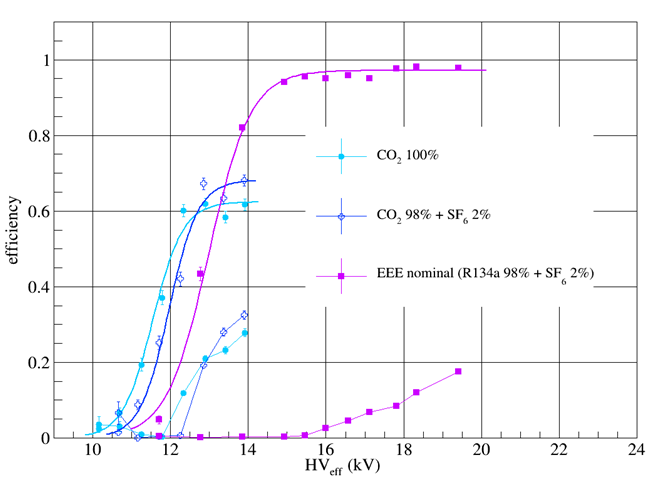 efficiency
1
0.8
0.6
0.4
0.2
0
CO2 100%
CO2 98% + SF6 2%
EEE nominal (R134a 98% + SF6 2%)
10 12 14 16 18 20 22 24
HVeff (kV)